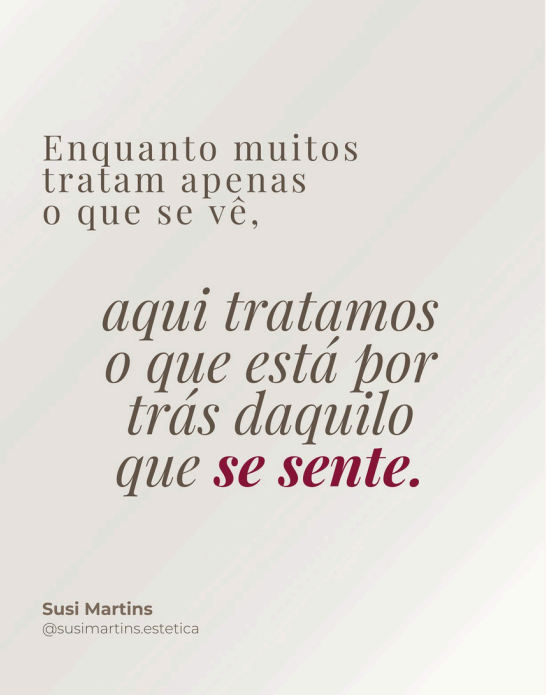 Enquanto muitos
tratam apenas
o que se vê,
aqui tratamos
o que está por
trás daquilo
que se sente.
Susi Martins
@susimartins.estetica